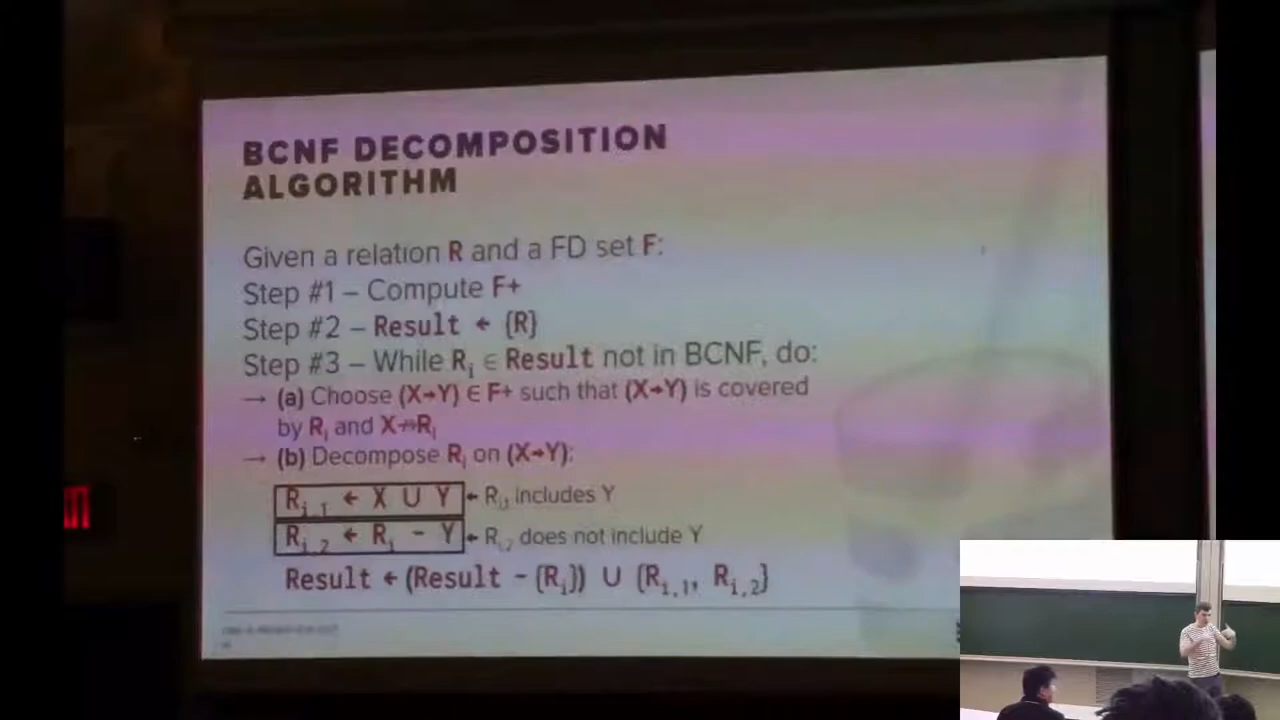 BCNF DECOMPOSITION
ALGORITHM
Given a relation R and a FD set F:
Step #1 – Compute F+
Step #2 – Result ← {R}
Step #3 – While Rᵢ ∈ Result not in BCNF, do:
→ (a) Choose (X→Y) ∈ F+ such that (X→Y) is covered
by Rᵢ and X↛Rᵢ
→ (b) Decompose Rᵢ on (X→Y):
Rᵢ,₁ ← X ∪ Y ← Rᵢ,₁ includes Y
Rᵢ,₂ ← Rᵢ - Y ← Rᵢ,₂ does not include Y
Result ← (Result - {Rᵢ}) ∪ {Rᵢ,₁, Rᵢ,₂}